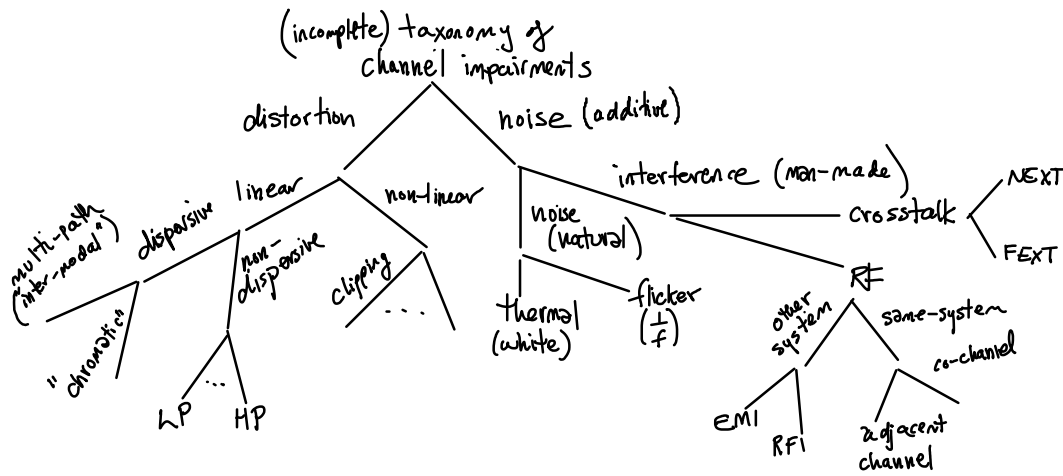 (incomplete) taxonomy of
channel impairments
distortion
noise (additive)
linear
non-linear
interference (man-made)
NEXT
crosstalk
FEXT
multi-path
("inter-modal")
dispersive
non-
dispersive
clipping
...
noise
(natural)
RF
thermal
(white)
flicker
(1/f)
other
system
same-system
co-channel
"chromatic"
...
LP
HP
EMI
RFI
adjacent
channel